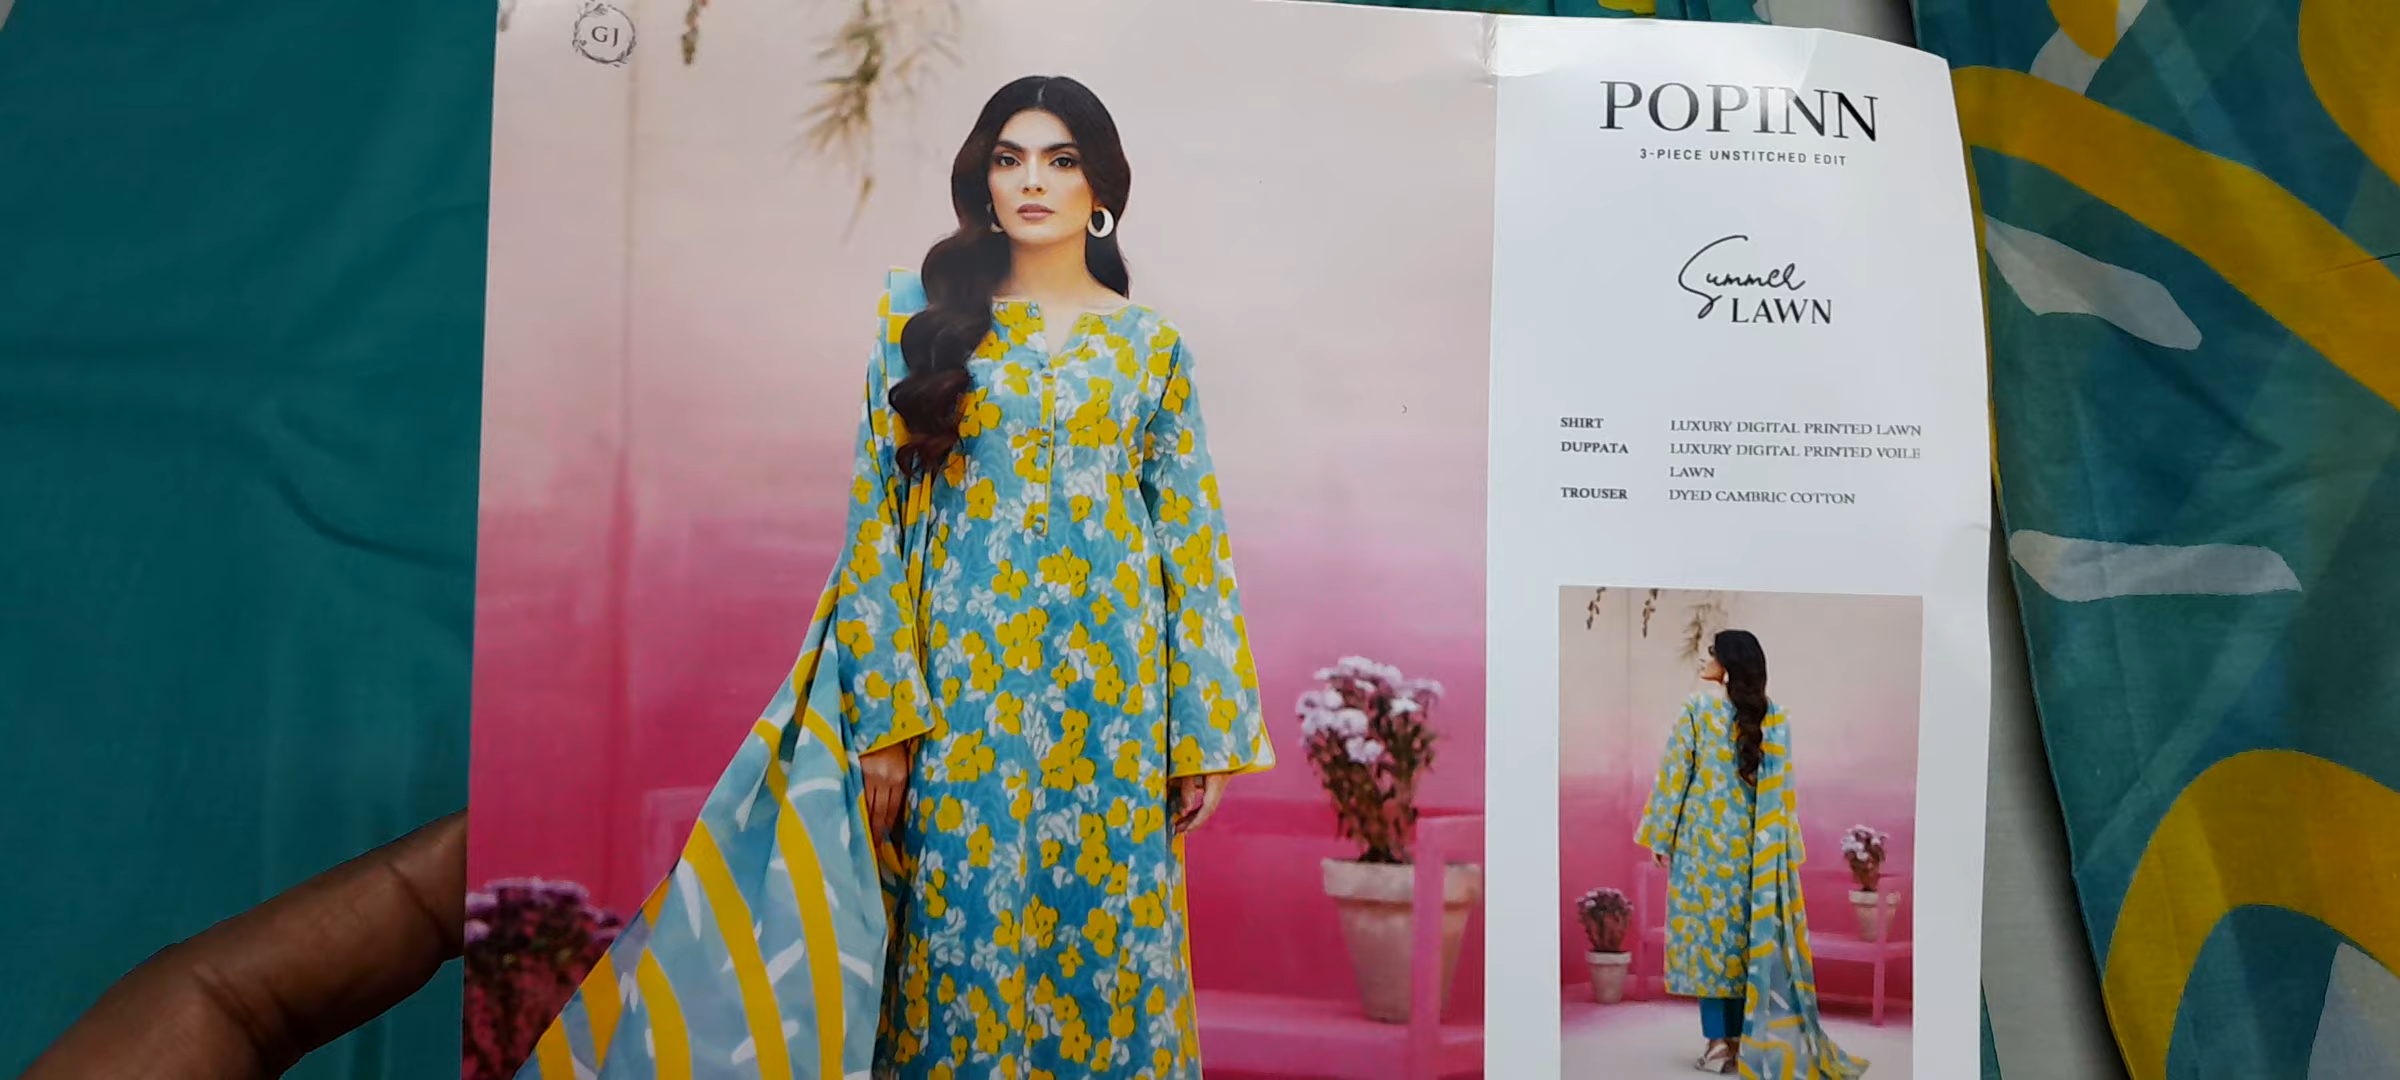 GJ
POPINN
3-PIECE UNSTITCHED EDIT
Summer
LAWN
SHIRT LUXURY DIGITAL PRINTED LAWN
DUPPATA LUXURY DIGITAL PRINTED VOILE
LAWN
TROUSER DYED CAMBRIC COTTON